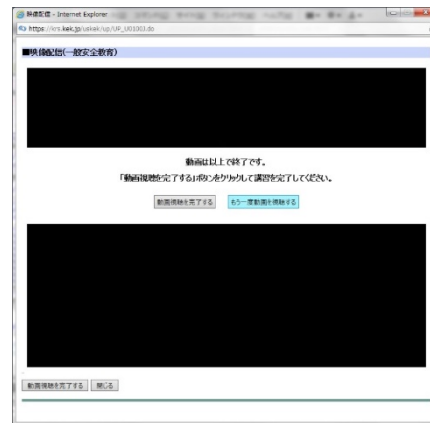 映像配信 - Internet Explorer
https://krs.kek.jp/uskek/up/UP_U01003.do
■映像配信(一般安全教育)
動画は以上で終了です。
「動画視聴を完了する」ボタンをクリックして講習を完了してください。
動画視聴を完了する もう一度動画を視聴する
動画視聴を完了する 閉じる